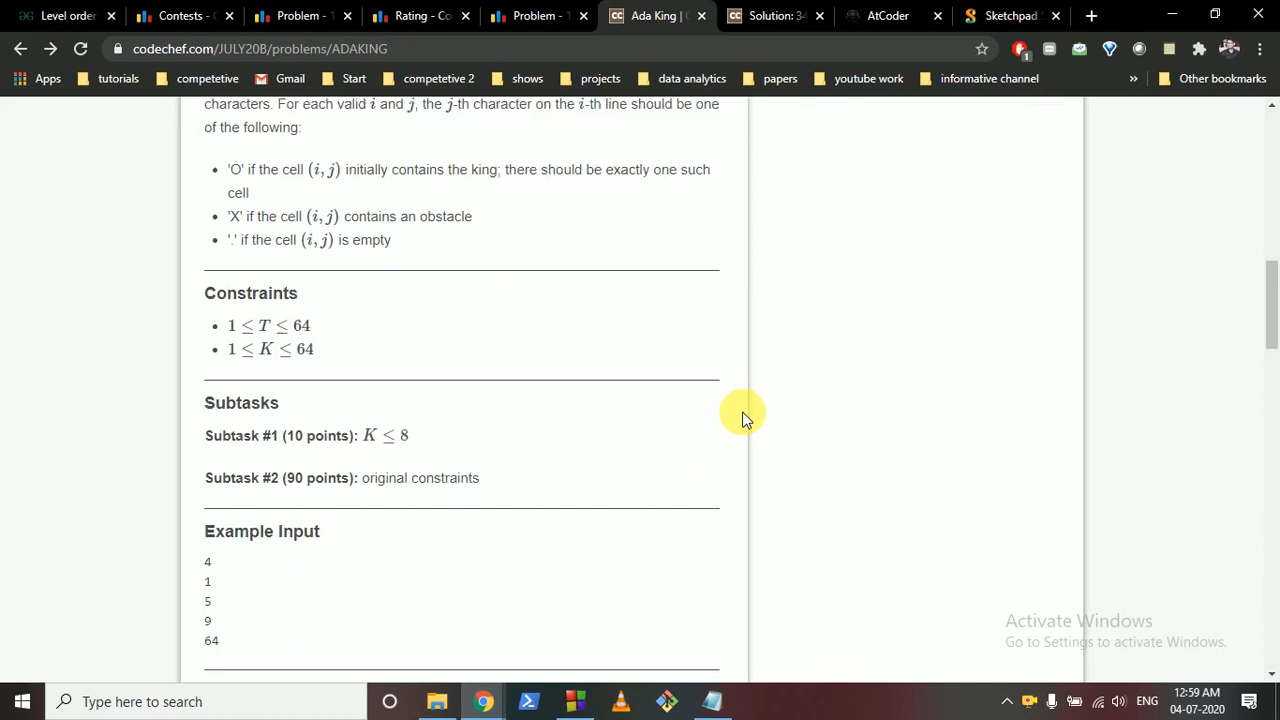 Level order
Contests - C
Problem - 1
Rating - Co
Problem - 1
Ada King |
Solution: 34
AtCoder
Sketchpad 5
codechef.com/JULY20B/problems/ADAKING
1
Apps
tutorials
competetive
Gmail
Start
competetive 2
shows
projects
data analytics
papers
youtube work
informative channel
»
Other bookmarks
characters. For each valid i and j, the j-th character on the i-th line should be one
of the following:
• 'O' if the cell (i, j) initially contains the king; there should be exactly one such
cell
• 'X' if the cell (i, j) contains an obstacle
• '.' if the cell (i, j) is empty
Constraints
• 1 ≤ T ≤ 64
• 1 ≤ K ≤ 64
Subtasks
Subtask #1 (10 points): K ≤ 8
Subtask #2 (90 points): original constraints
Example Input
4
1
5
9
64
Activate Windows
Go to Settings to activate Windows.
Type here to search
ENG
12:59 AM
04-07-2020